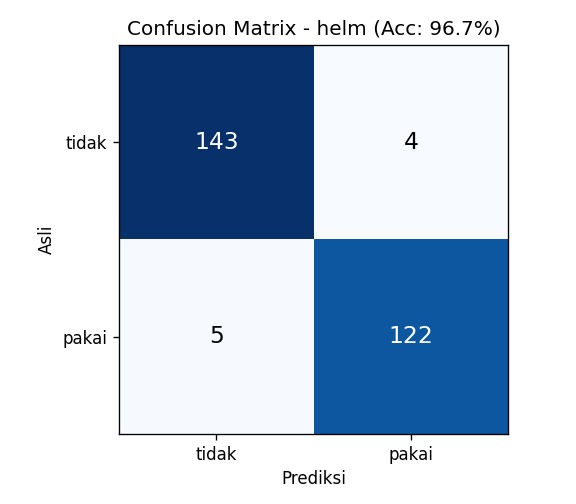 Confusion Matrix - helm (Acc: 96.7%)
Asli
tidak
143
4
pakai
5
122
tidak
pakai
Prediksi